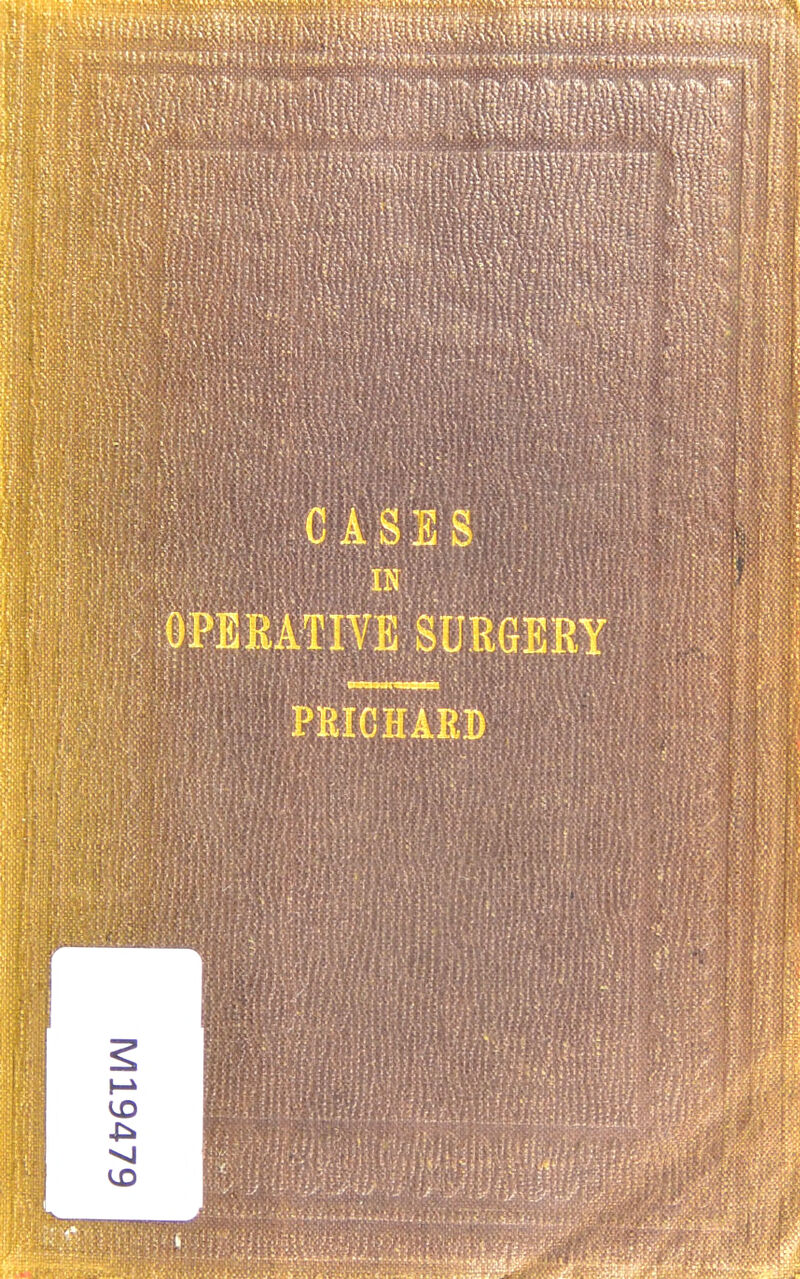 CASES
IN
OPERATIVE SURGERY
PRICHARD
M19479